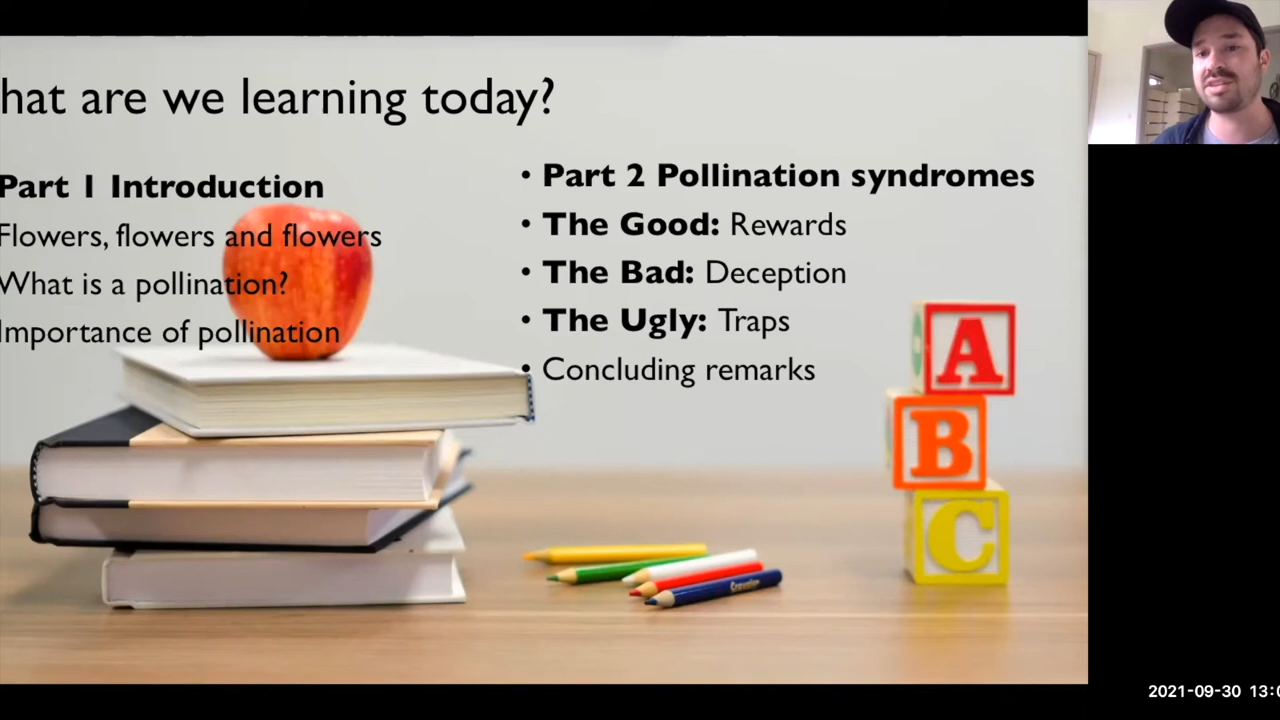 hat are we learning today?
Part 1 Introduction
Flowers, flowers and flowers
What is a pollination?
Importance of pollination
• Part 2 Pollination syndromes
• The Good: Rewards
• The Bad: Deception
• The Ugly: Traps
• Concluding remarks
A
B
C
Crayola
2021-09-30 13:0